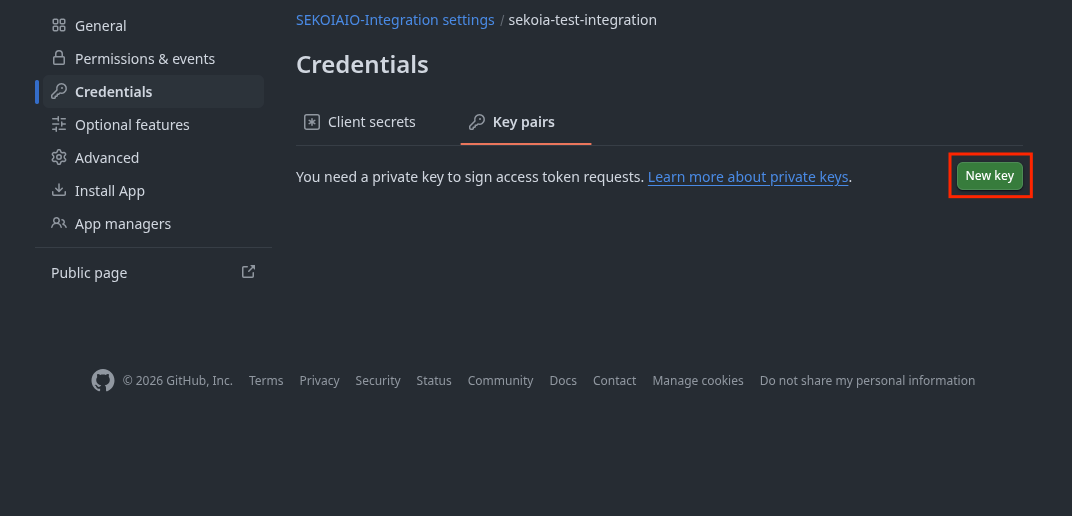 General
Permissions & events
Credentials
Optional features
Advanced
Install App
App managers
Public page
SEKOIAIO-Integration settings / sekoia-test-integration
Credentials
Client secrets
Key pairs
You need a private key to sign access token requests. Learn more about private keys.
New key
© 2026 GitHub, Inc. Terms Privacy Security Status Community Docs Contact Manage cookies Do not share my personal information